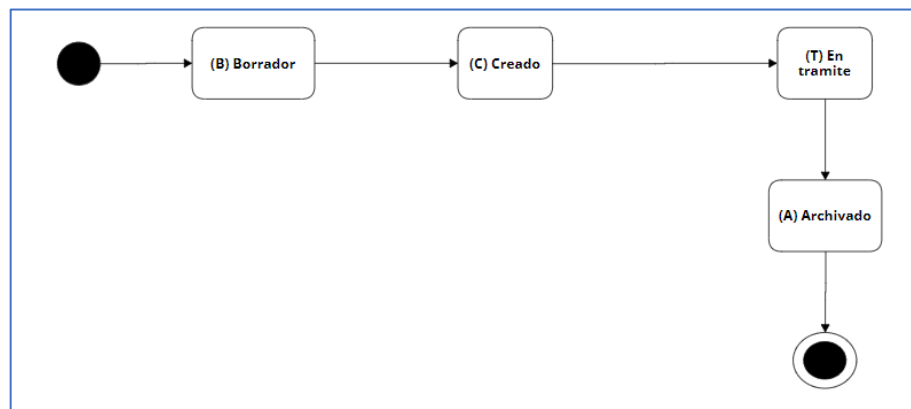 (B) Borrador
(C) Creado
(T) En
tramite
(A) Archivado